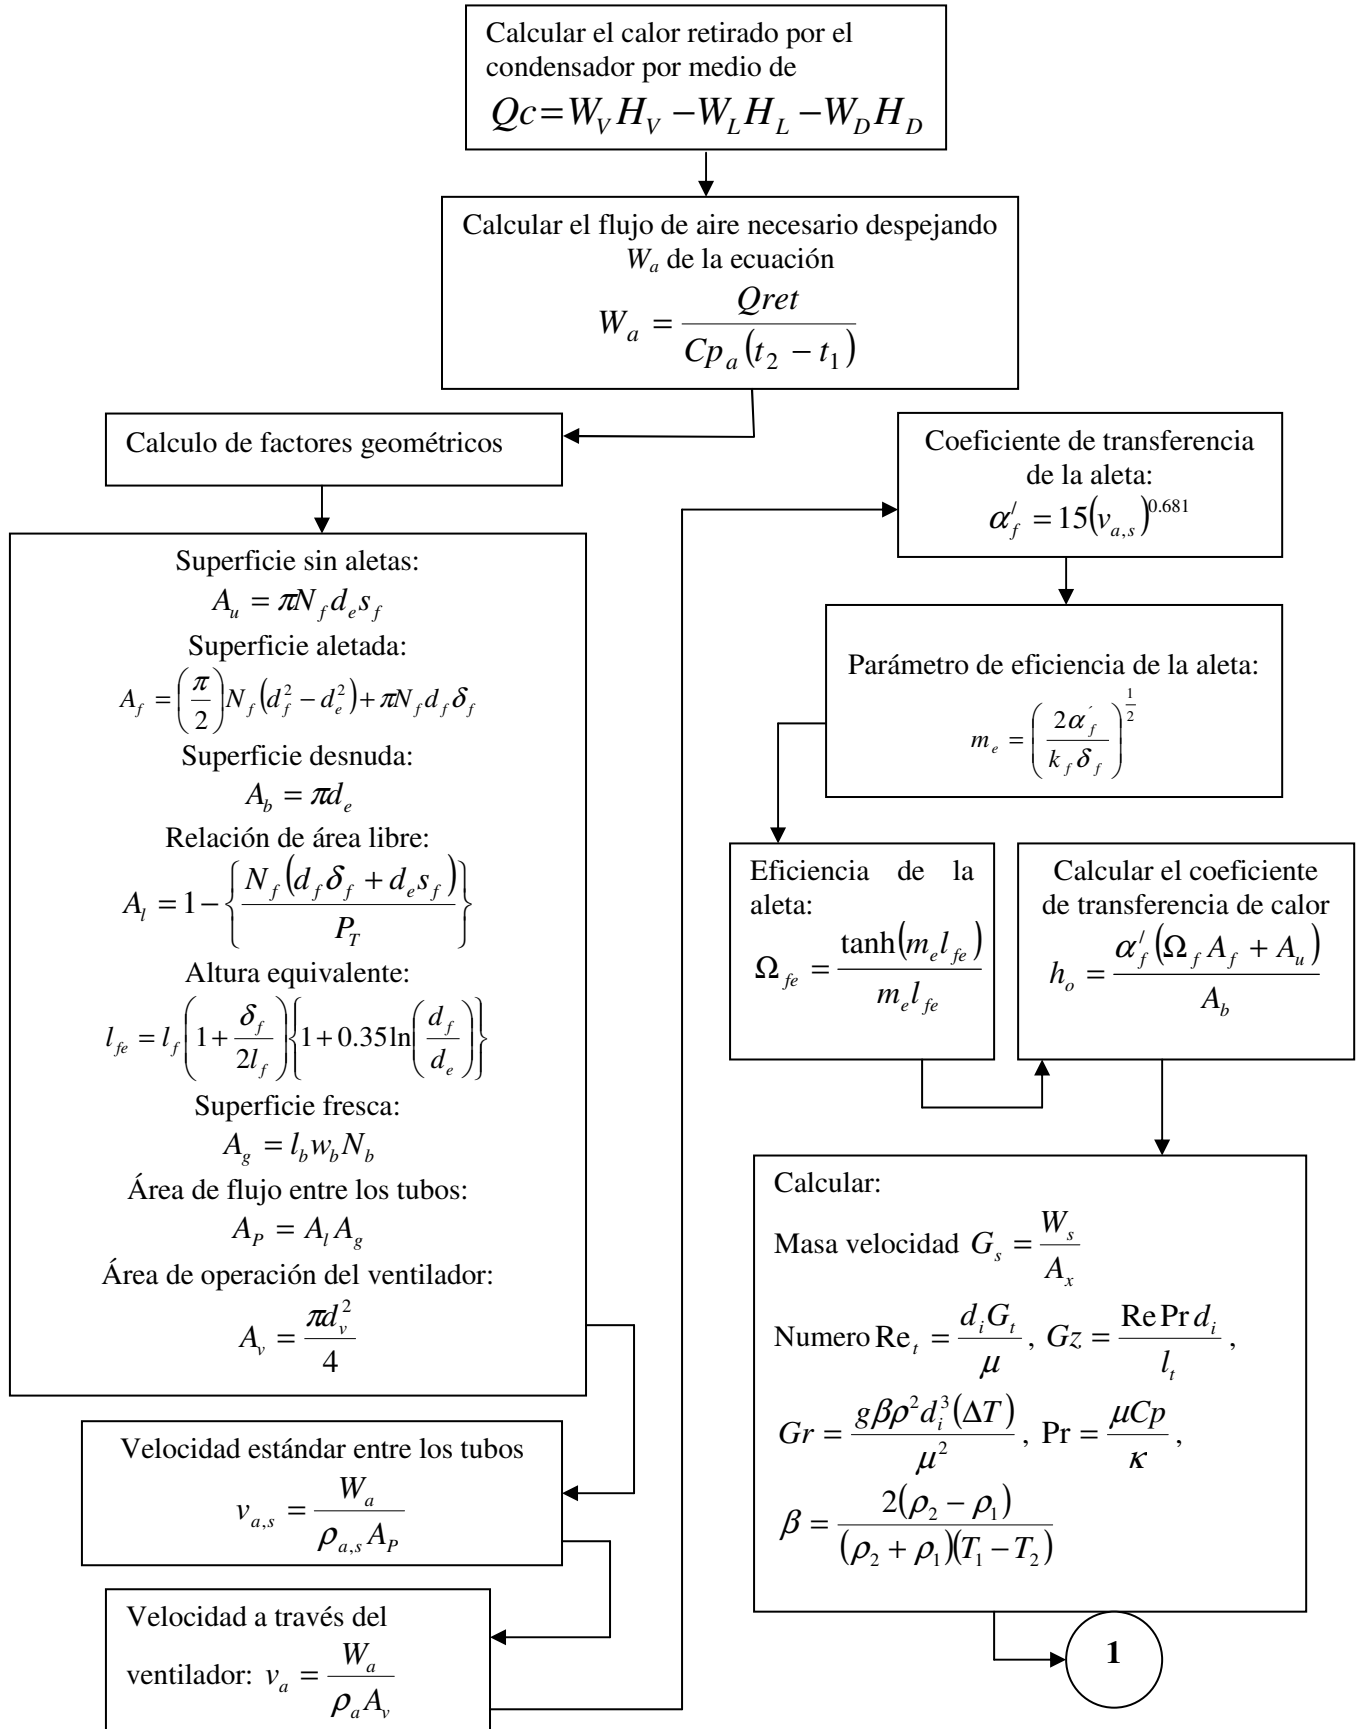 Calcular el calor retirado por el
condensador por medio de
Qc = W_V H_V − W_L H_L − W_D H_D
Calcular el flujo de aire necesario despejando
W_a de la ecuación
W_a = Qret / (Cp_a (t_2 − t_1))
Calculo de factores geométricos
Superficie sin aletas:
A_u = πN_f d_e s_f
Superficie aletada:
A_f = (π/2) N_f (d_f^2 − d_e^2) + πN_f d_f δ_f
Superficie desnuda:
A_b = πd_e
Relación de área libre:
A_l = 1 − {N_f (d_f δ_f + d_e s_f) / P_T}
Altura equivalente:
l_fe = l_f (1 + δ_f / 2l_f) {1 + 0.35 ln(d_f / d_e)}
Superficie fresca:
A_g = l_b w_b N_b
Área de flujo entre los tubos:
A_P = A_l A_g
Área de operación del ventilador:
A_v = πd_v^2 / 4
Velocidad estándar entre los tubos
v_a,s = W_a / (ρ_a,s A_P)
Velocidad a través del
ventilador: v_a = W_a / (ρ_a A_v)
Coeficiente de transferencia
de la aleta:
α_f^/ = 15(v_a,s)^0.681
Parámetro de eficiencia de la aleta:
m_e = (2α´_f / (k_f δ_f))^(1/2)
Eficiencia de la
aleta:
Ω_fe = tanh(m_e l_fe) / (m_e l_fe)
Calcular el coeficiente
de transferencia de calor
h_o = α_f^/ (Ω_f A_f + A_u) / A_b
Calcular:
Masa velocidad G_s = W_s / A_x
Numero Re_t = d_i G_t / μ , Gz = Re Pr d_i / l_t ,
Gr = gβρ^2 d_i^3 (ΔT) / μ^2 , Pr = μCp / κ ,
β = 2(ρ_2 − ρ_1) / ((ρ_2 + ρ_1)(T_1 − T_2))
1